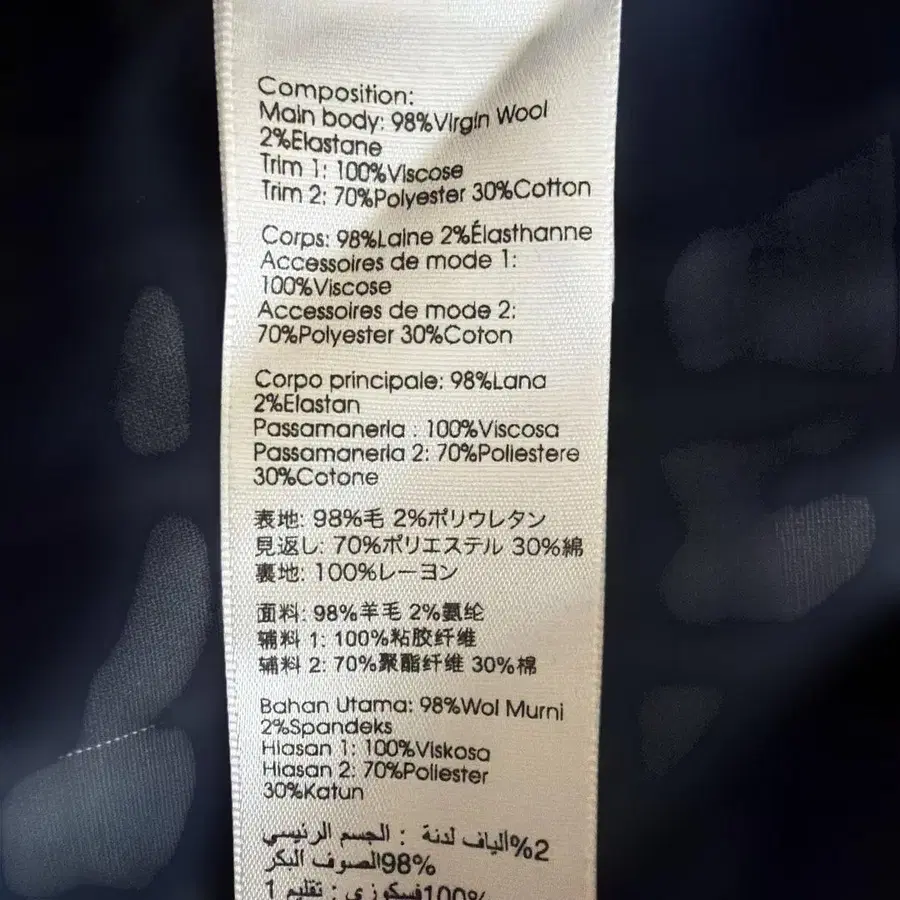 Composition:
Main body: 98%Virgin Wool
2%Elastane
Trim 1: 100%Viscose
Trim 2: 70%Polyester 30%Cotton
Corps: 98%Laine 2%Élasthanne
Accessoires de mode 1:
100%Viscose
Accessoires de mode 2:
70%Polyester 30%Coton
Corpo principale: 98%Lana
2%Elastan
Passamaneria : 100%Viscosa
Passamaneria 2: 70%Poliestere
30%Cotone
表地: 98%毛 2%ポリウレタン
見返し: 70%ポリエステル 30%綿
裏地: 100%レーヨン
面料: 98%羊毛 2%氨纶
辅料 1: 100%粘胶纤维
辅料 2: 70%聚酯纤维 30%棉
Bahan Utama: 98%Wol Murni
2%Spandeks
Hiasan 1: 100%Viskosa
Hiasan 2: 70%Poliester
30%Katun
الجسم الرئيسي : ألياف لدنة%2
98%الصوف البكر
تقليم 1 : فسكوزي100%